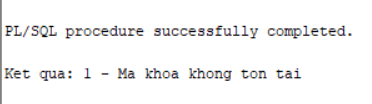 PL/SQL procedure successfully completed.
Ket qua: 1 - Ma khoa khong ton tai